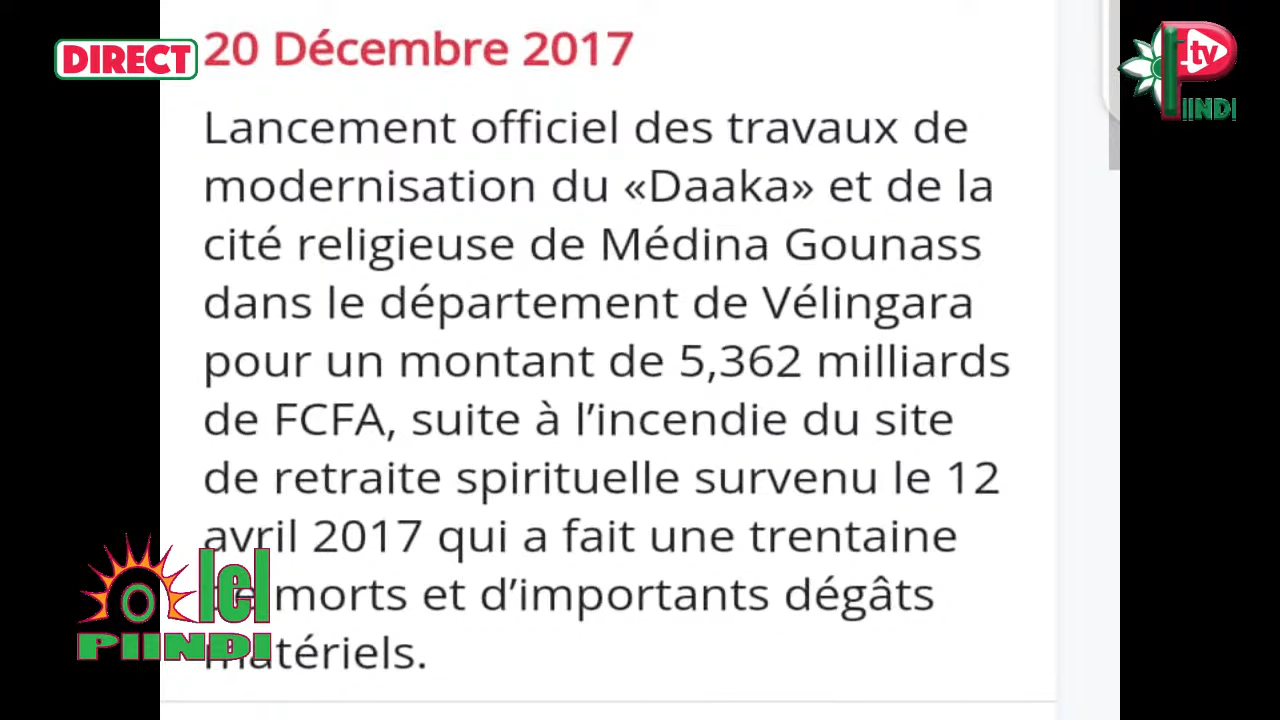 DIRECT
20 Décembre 2017
tv
PIINDI
Lancement officiel des travaux de
modernisation du «Daaka» et de la
cité religieuse de Médina Gounass
dans le département de Vélingara
pour un montant de 5,362 milliards
de FCFA, suite à l’incendie du site
de retraite spirituelle survenu le 12
avril 2017 qui a fait une trentaine
de morts et d’importants dégâts
matériels.
PIINDI